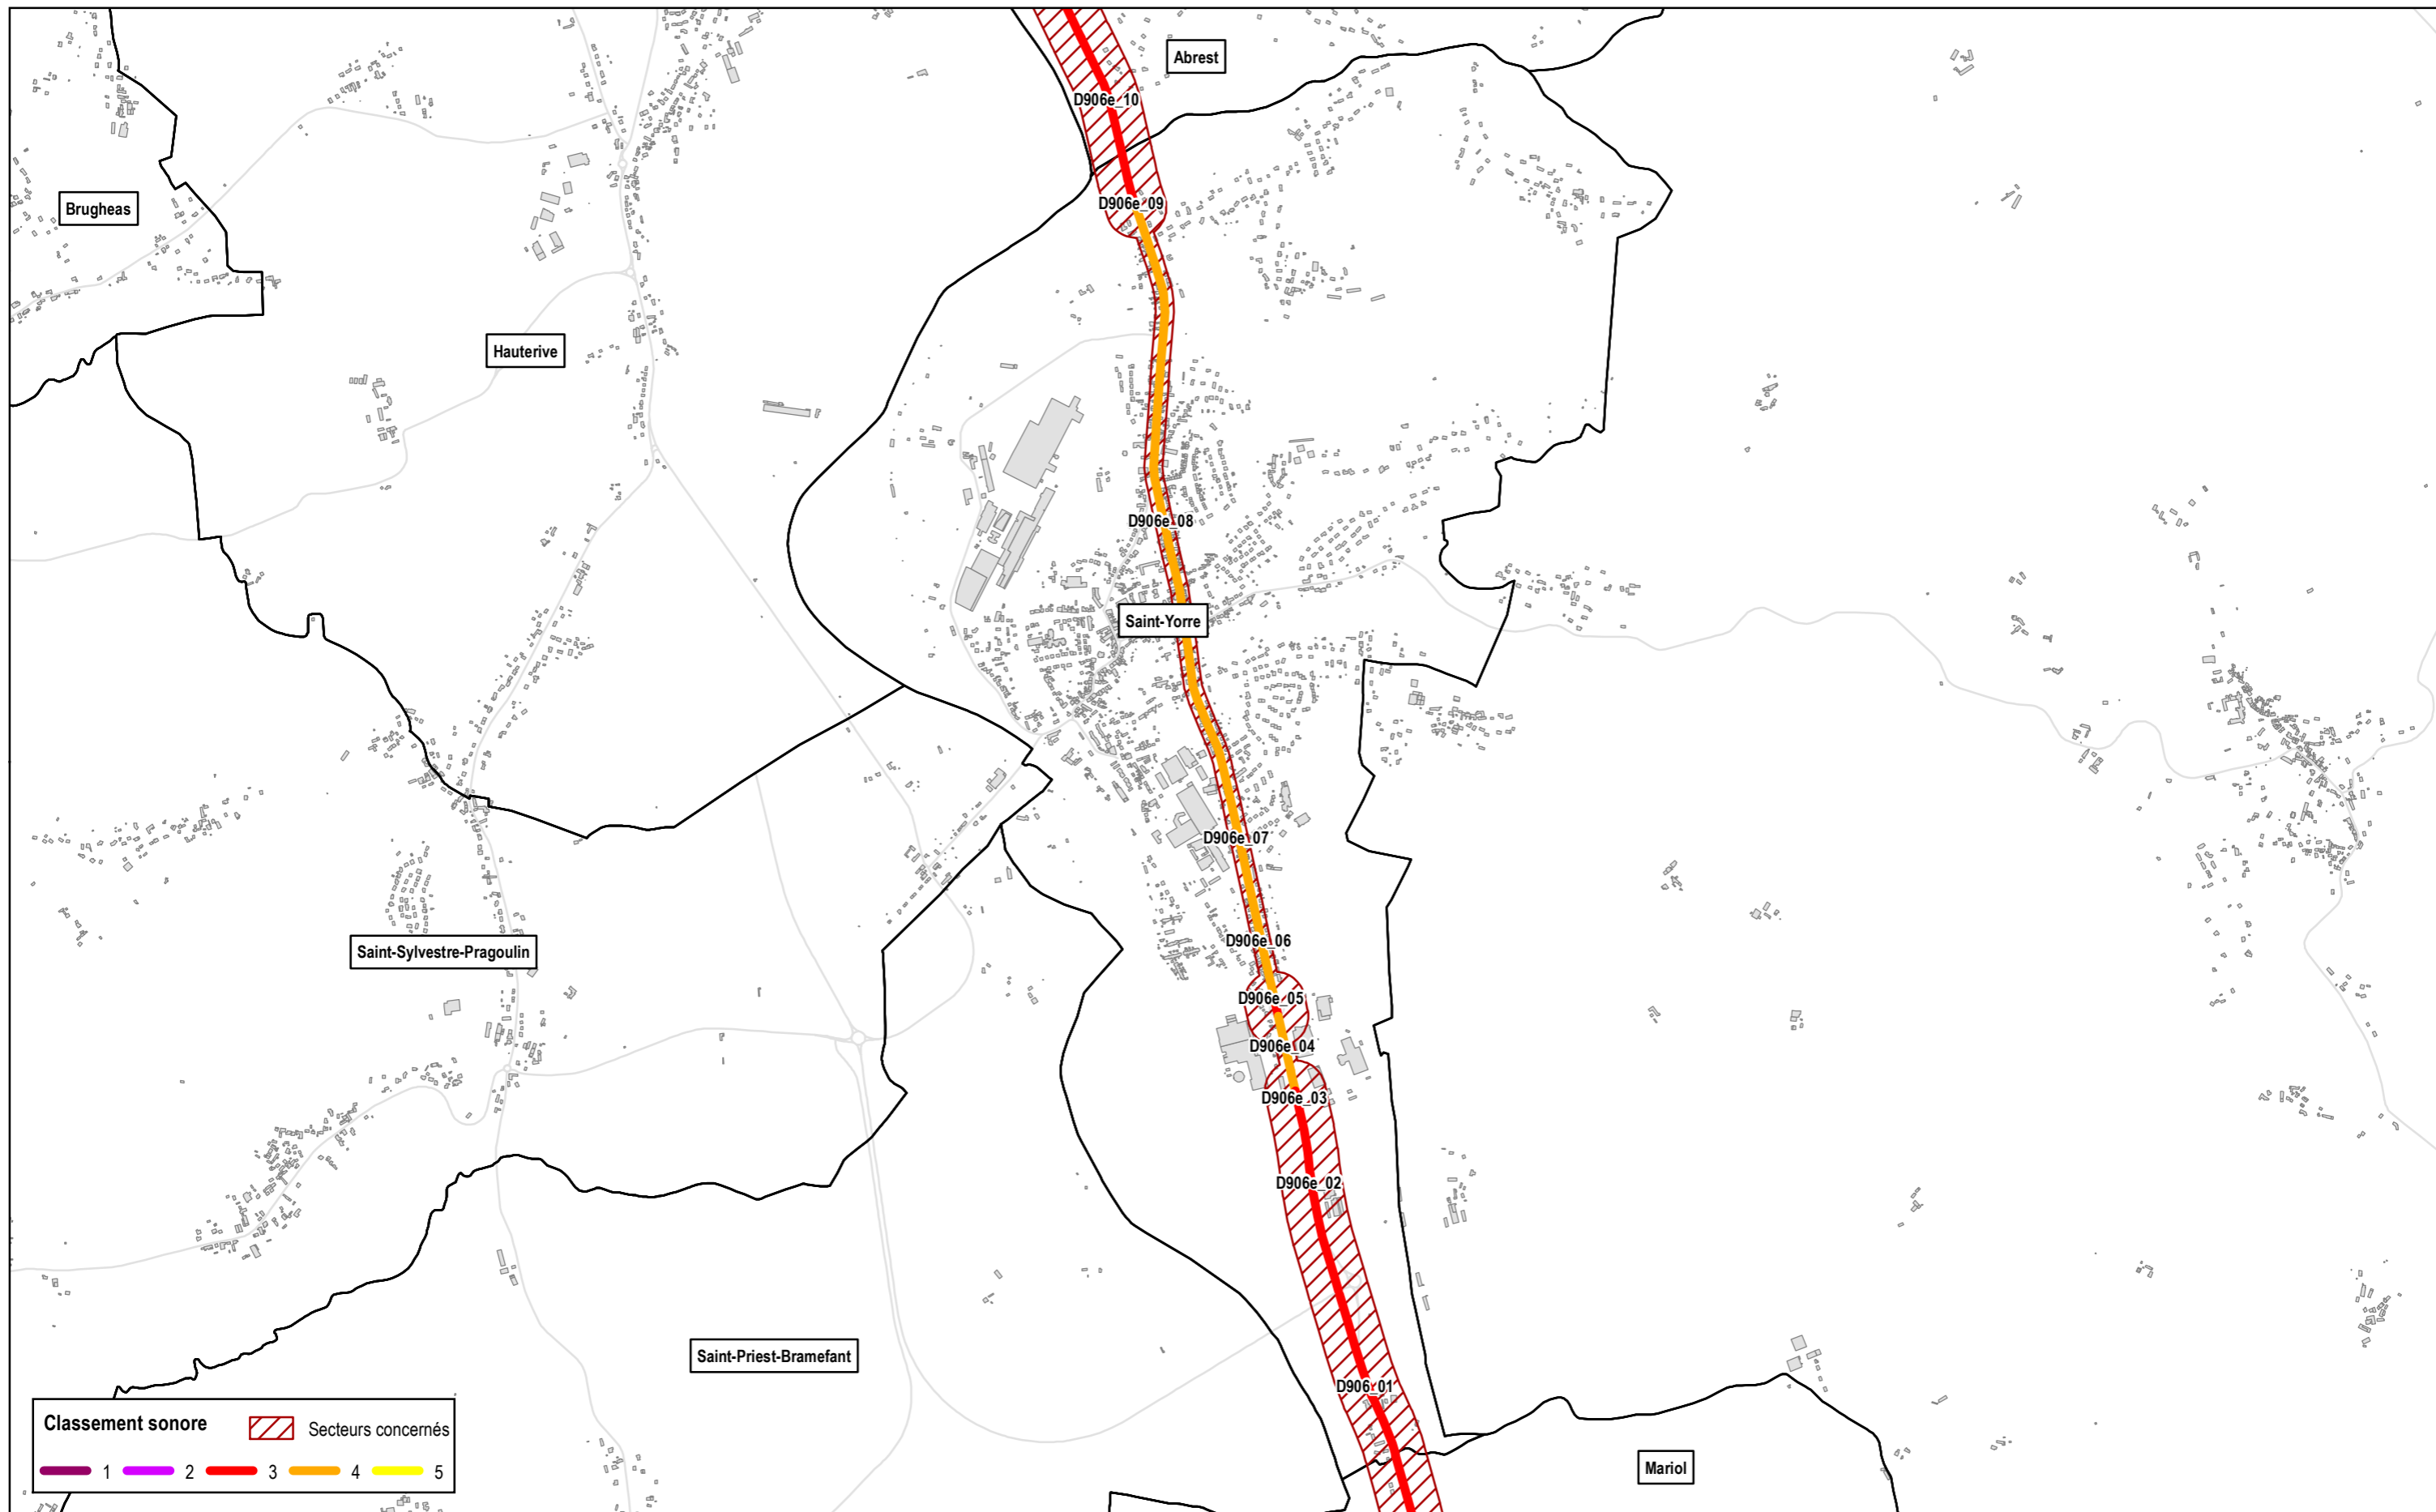 Abrest
D906e_10
Brugheas
D906e_09
Hauterive
D906e_08
Saint-Yorre
D906e_07
D906e_06
Saint-Sylvestre-Pragoulin
D906e_05
D906e_04
D906e_03
D906e_02
Saint-Priest-Bramefant
D906_01
Classement sonore
Secteurs concernés
1 2 3 4 5
Mariol